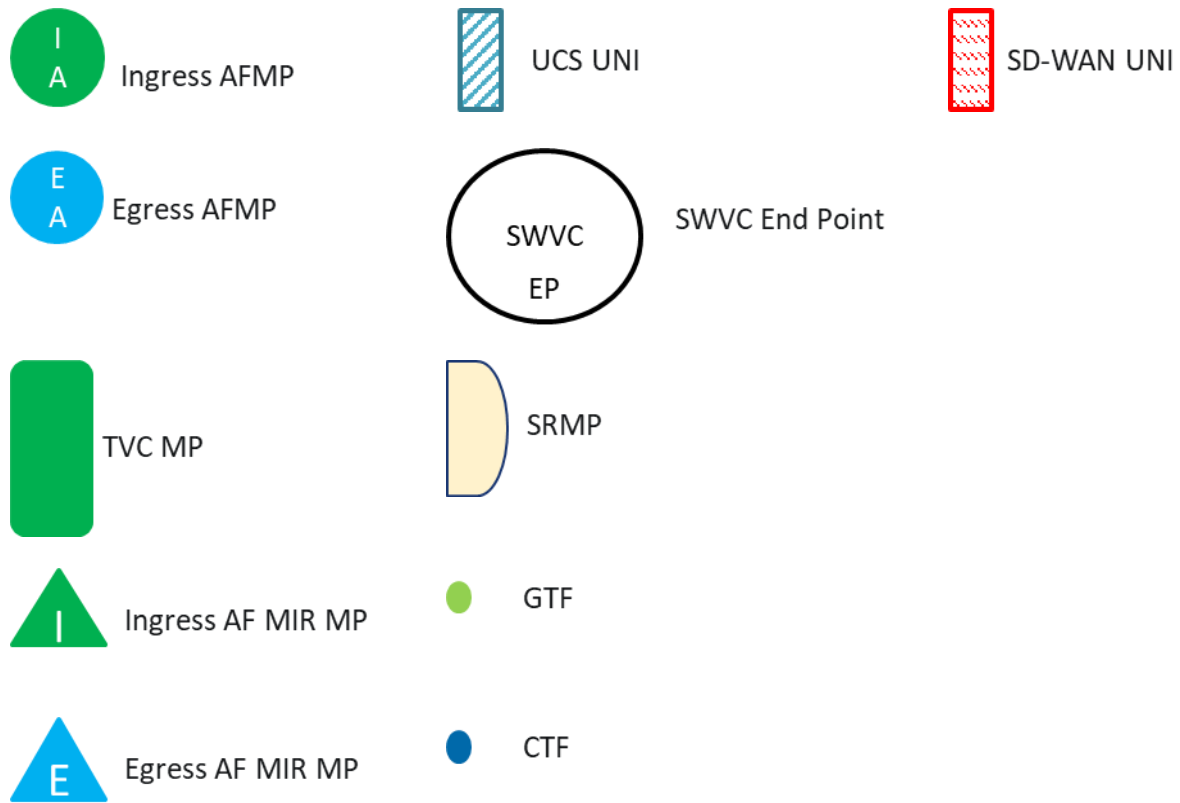 I
A
Ingress AFMP
UCS UNI
SD-WAN UNI
E
A
Egress AFMP
SWVC
EP
SWVC End Point
TVC MP
SRMP
I
Ingress AF MIR MP
GTF
E
Egress AF MIR MP
CTF